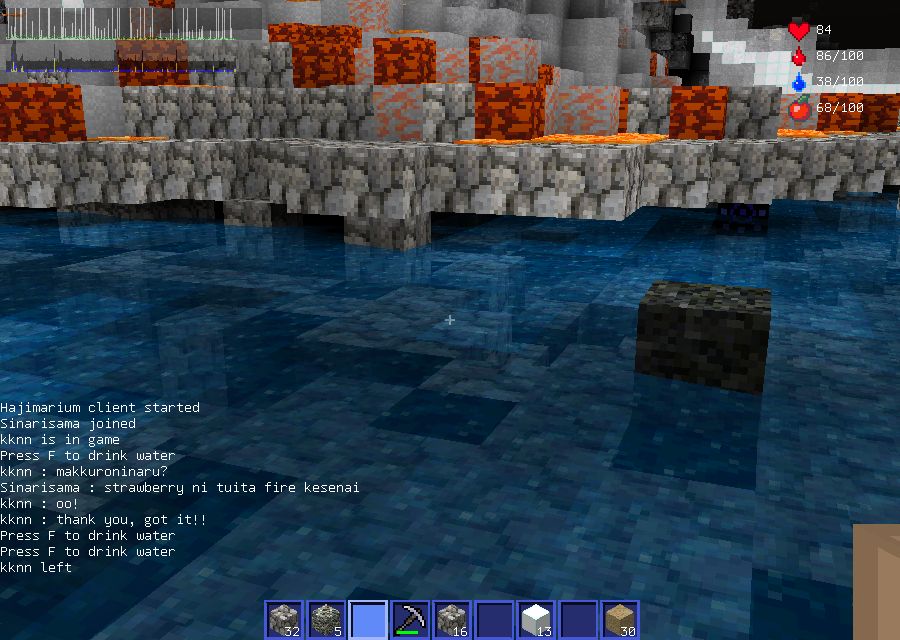 84
86/100
38/100
68/100
Hajimarium client started
Sinarisama joined
kknn is in game
Press F to drink water
kknn : makkuroninaru?
Sinarisama : strawberry ni tuita fire kesenai
kknn : oo!
kknn : thank you, got it!!
Press F to drink water
Press F to drink water
kknn left
32 5 16 13 30